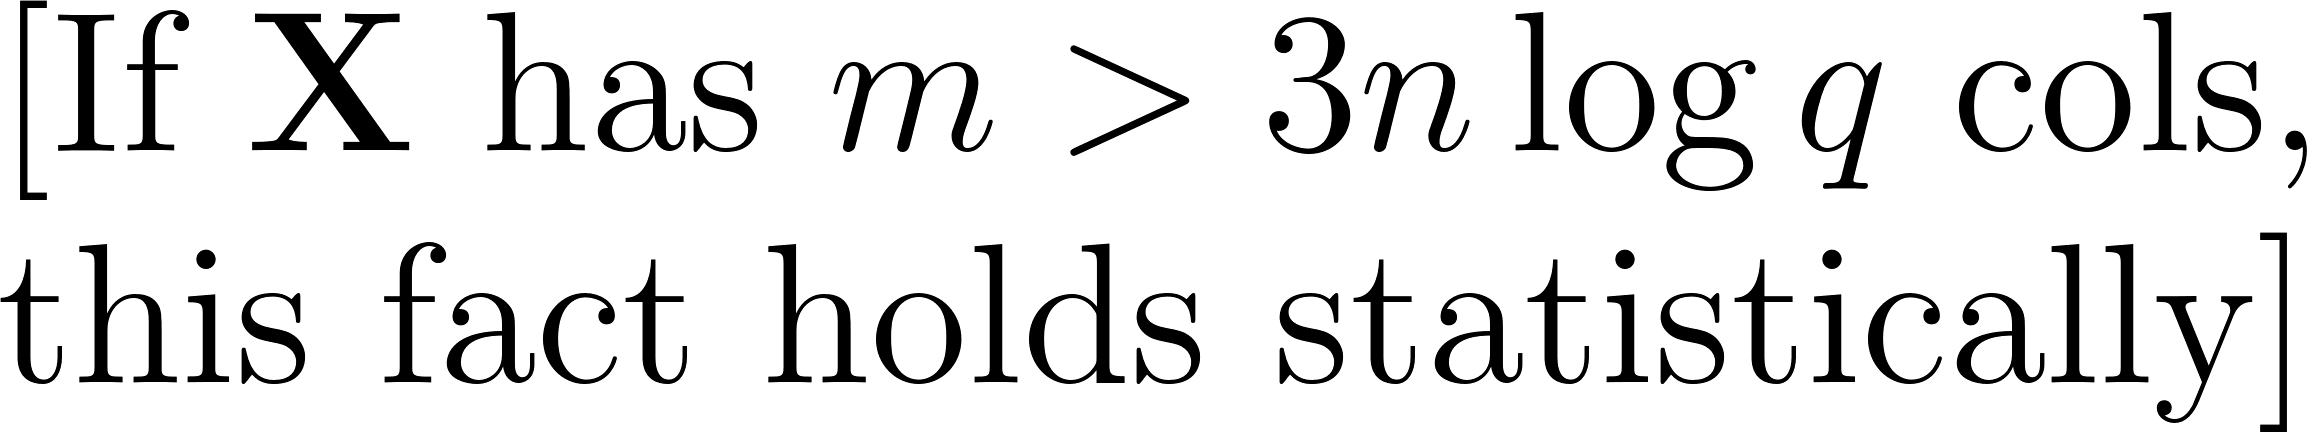 [If X has m > 3n log q cols,
this fact holds statistically]